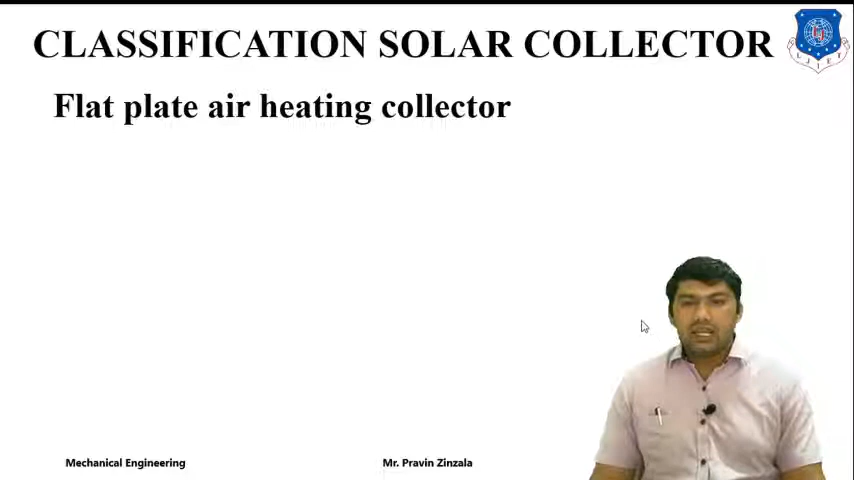 CLASSIFICATION SOLAR COLLECTOR
Flat plate air heating collector
Mechanical Engineering
Mr. Pravin Zinzala